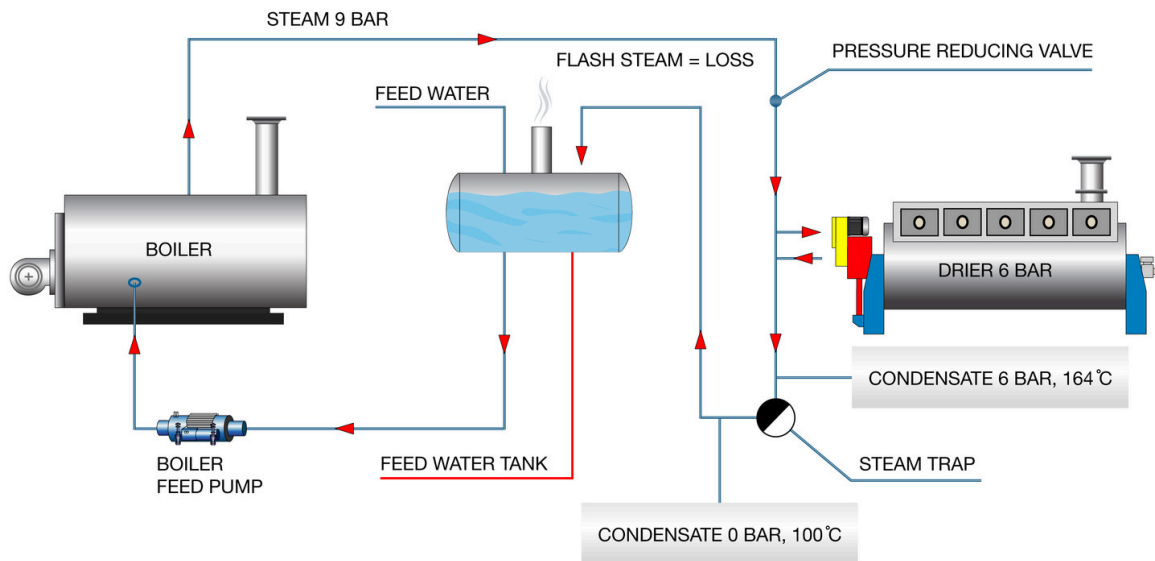 STEAM 9 BAR
FLASH STEAM = LOSS
PRESSURE REDUCING VALVE
FEED WATER
BOILER
DRIER 6 BAR
CONDENSATE 6 BAR, 164°C
BOILER
FEED PUMP
FEED WATER TANK
STEAM TRAP
CONDENSATE 0 BAR, 100°C